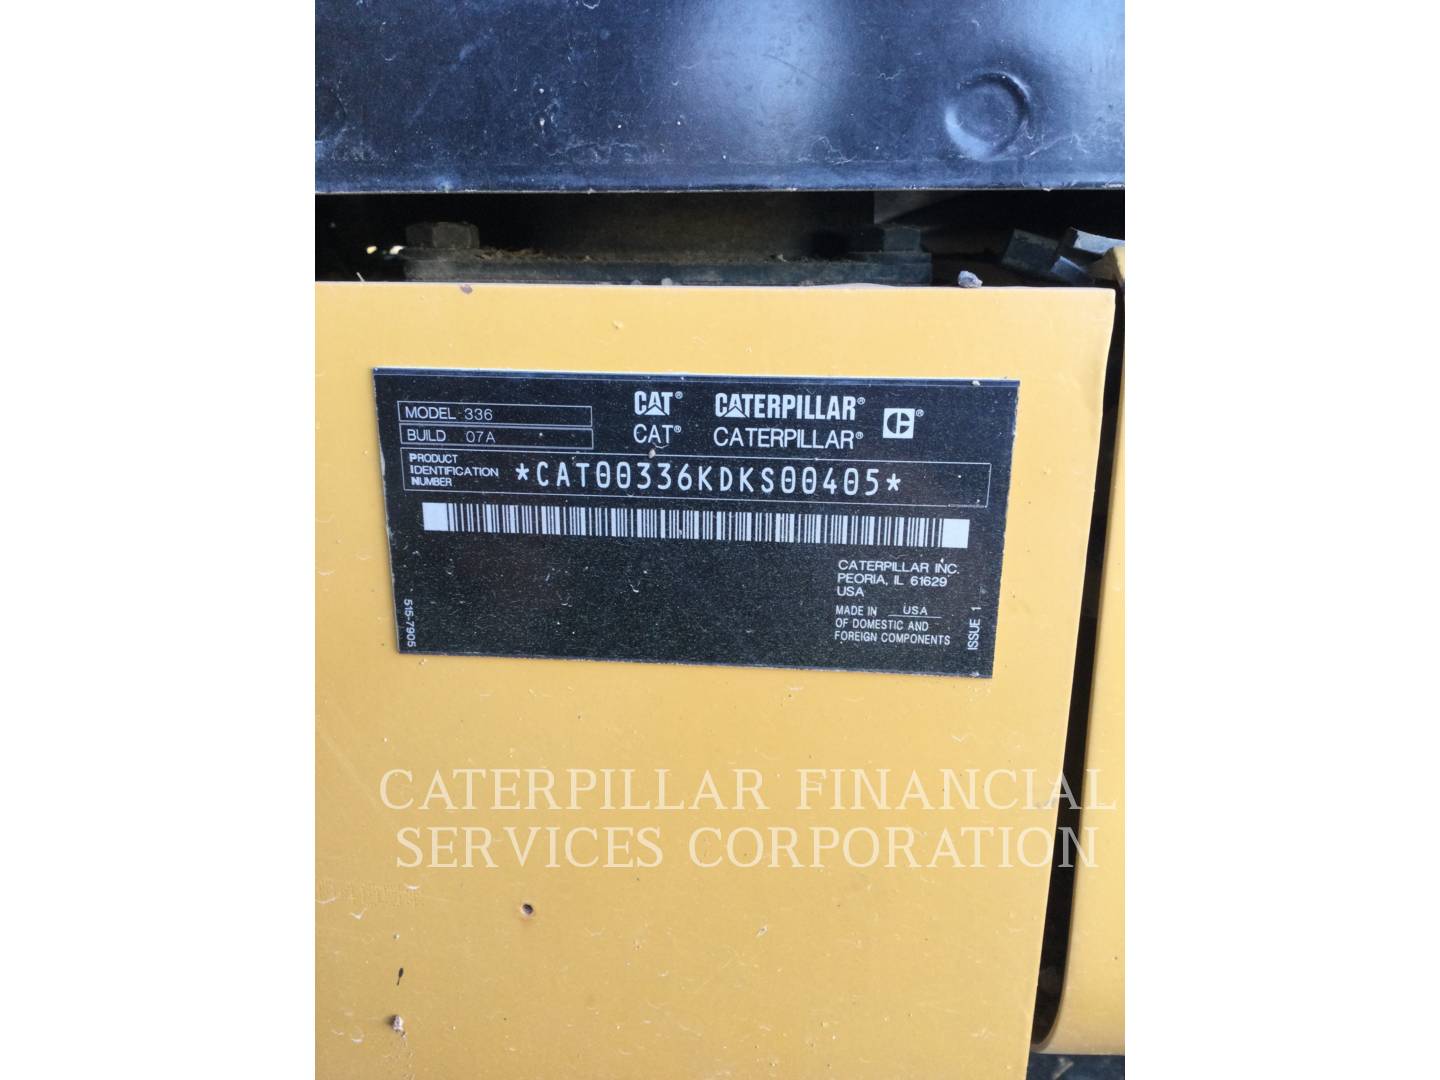 MODEL 336
BUILD 07A
CAT® CATERPILLAR®
CAT® CATERPILLAR®
PRODUCT
IDENTIFICATION
NUMBER
*CAT00336KDKS00405*
CATERPILLAR INC.
PEORIA, IL 61629
USA
MADE IN USA
OF DOMESTIC AND
FOREIGN COMPONENTS
515-7905
ISSUE 1
CATERPILLAR FINANCIAL
SERVICES CORPORATION